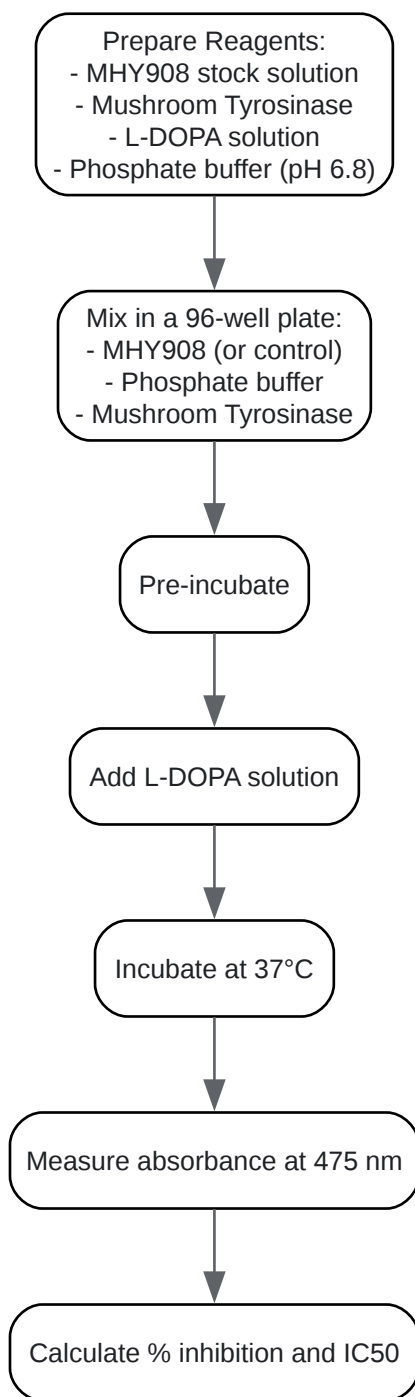 Prepare Reagents:
- MHY908 stock solution
- Mushroom Tyrosinase
- L-DOPA solution
- Phosphate buffer (pH 6.8)
Mix in a 96-well plate:
- MHY908 (or control)
- Phosphate buffer
- Mushroom Tyrosinase
Pre-incubate
Add L-DOPA solution
Incubate at 37°C
Measure absorbance at 475 nm
Calculate % inhibition and IC50